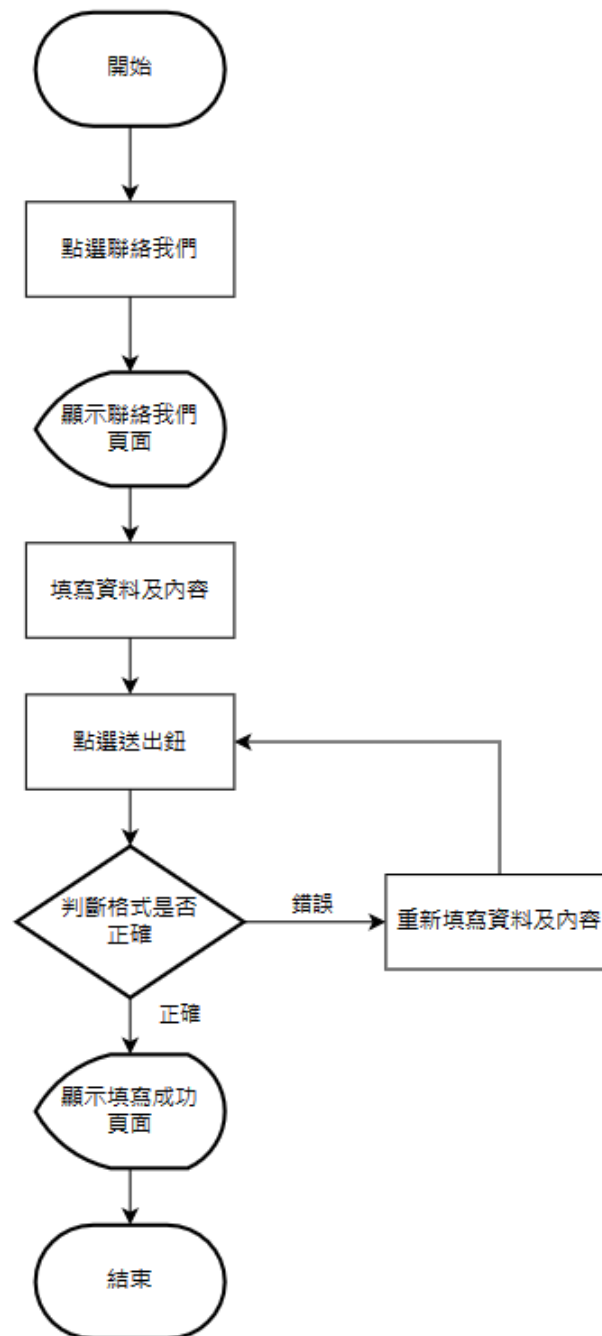 開始
點選聯絡我們
顯示聯絡我們
頁面
填寫資料及內容
點選送出鈕
判斷格式是否
正確
錯誤
重新填寫資料及內容
正確
顯示填寫成功
頁面
結束